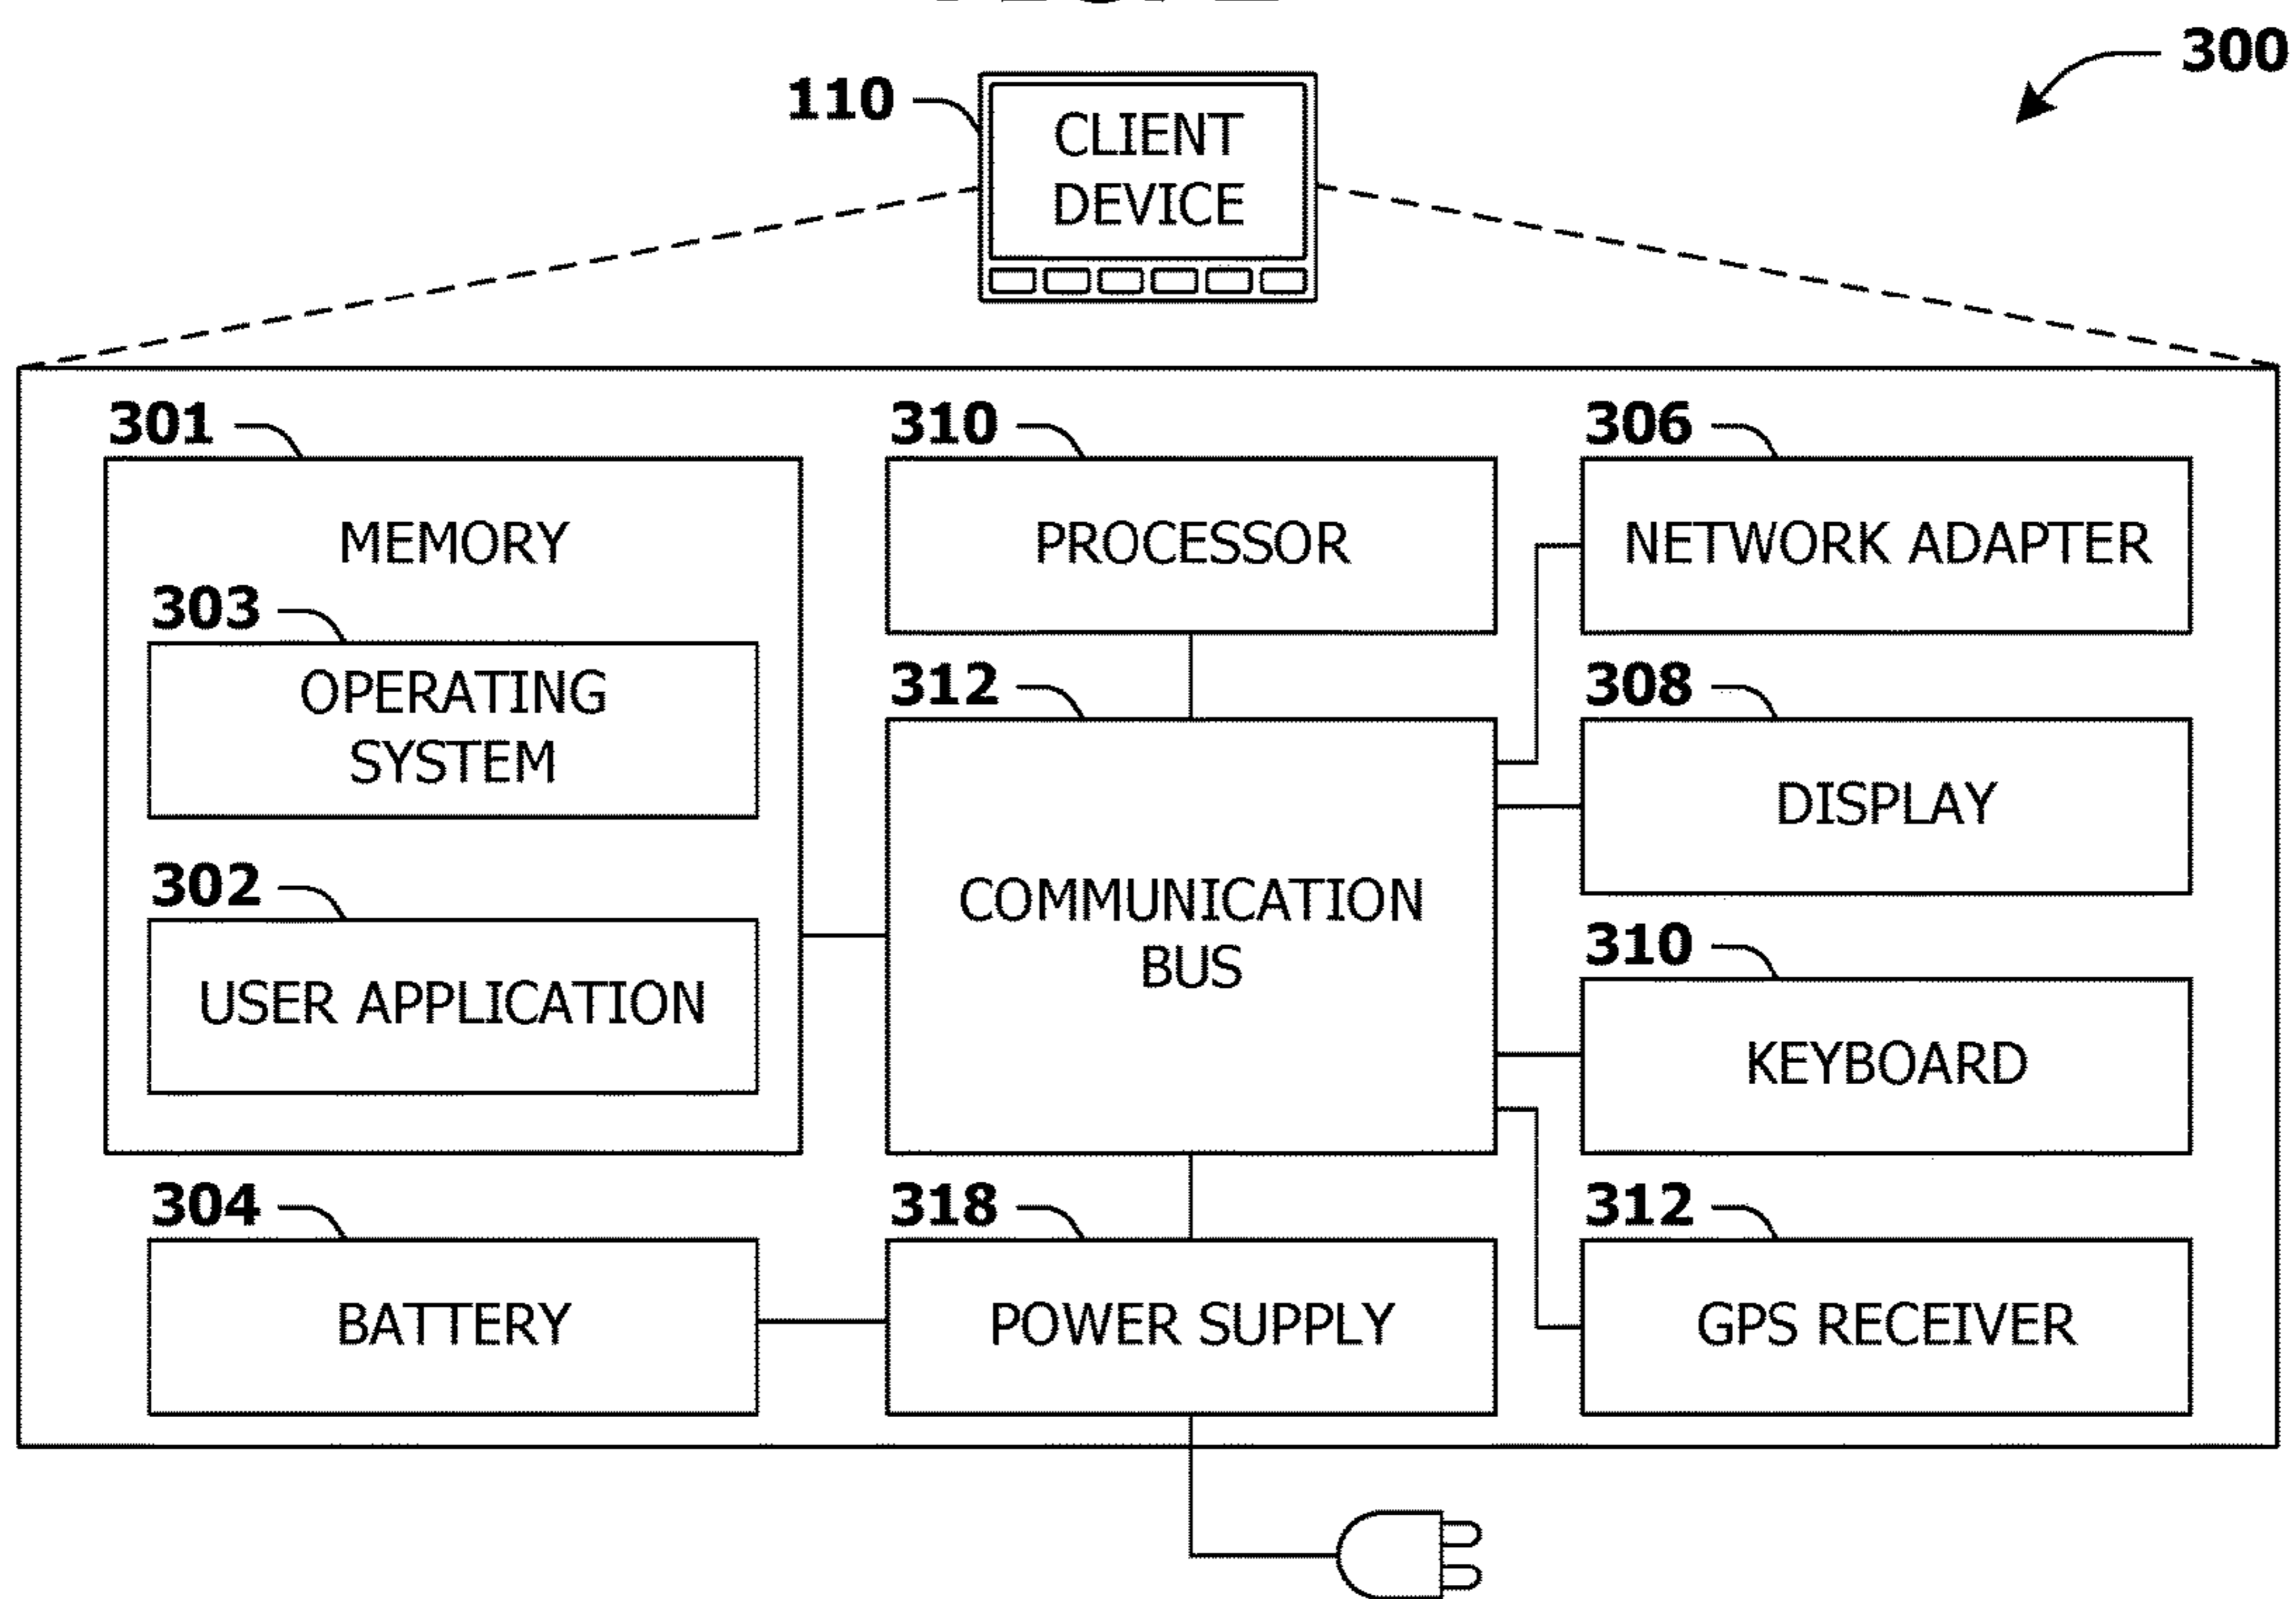 300
110
CLIENT
DEVICE
301
MEMORY
303
OPERATING
SYSTEM
302
USER APPLICATION
304
BATTERY
310
PROCESSOR
312
COMMUNICATION
BUS
318
POWER SUPPLY
306
NETWORK ADAPTER
308
DISPLAY
310
KEYBOARD
312
GPS RECEIVER